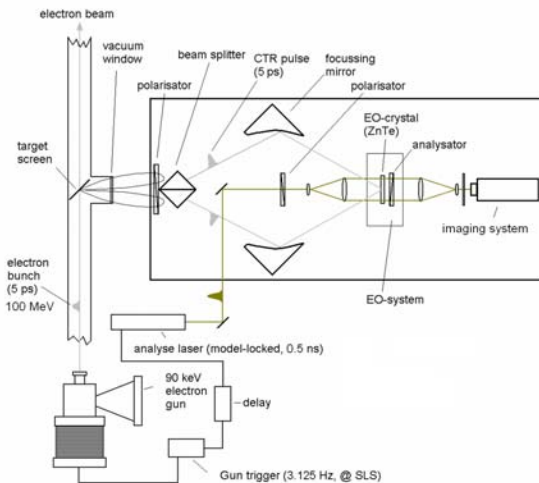 electron beam
vacuum
window
beam splitter
polarisator
CTR pulse
(5 ps)
focussing
mirror
polarisator
EO-crystal
(ZnTe)
analysator
target
screen
imaging system
electron
bunch
(5 ps)
100 MeV
EO-system
analyse laser (model-locked, 0.5 ns)
90 keV
electron
gun
delay
Gun trigger (3.125 Hz, @ SLS)